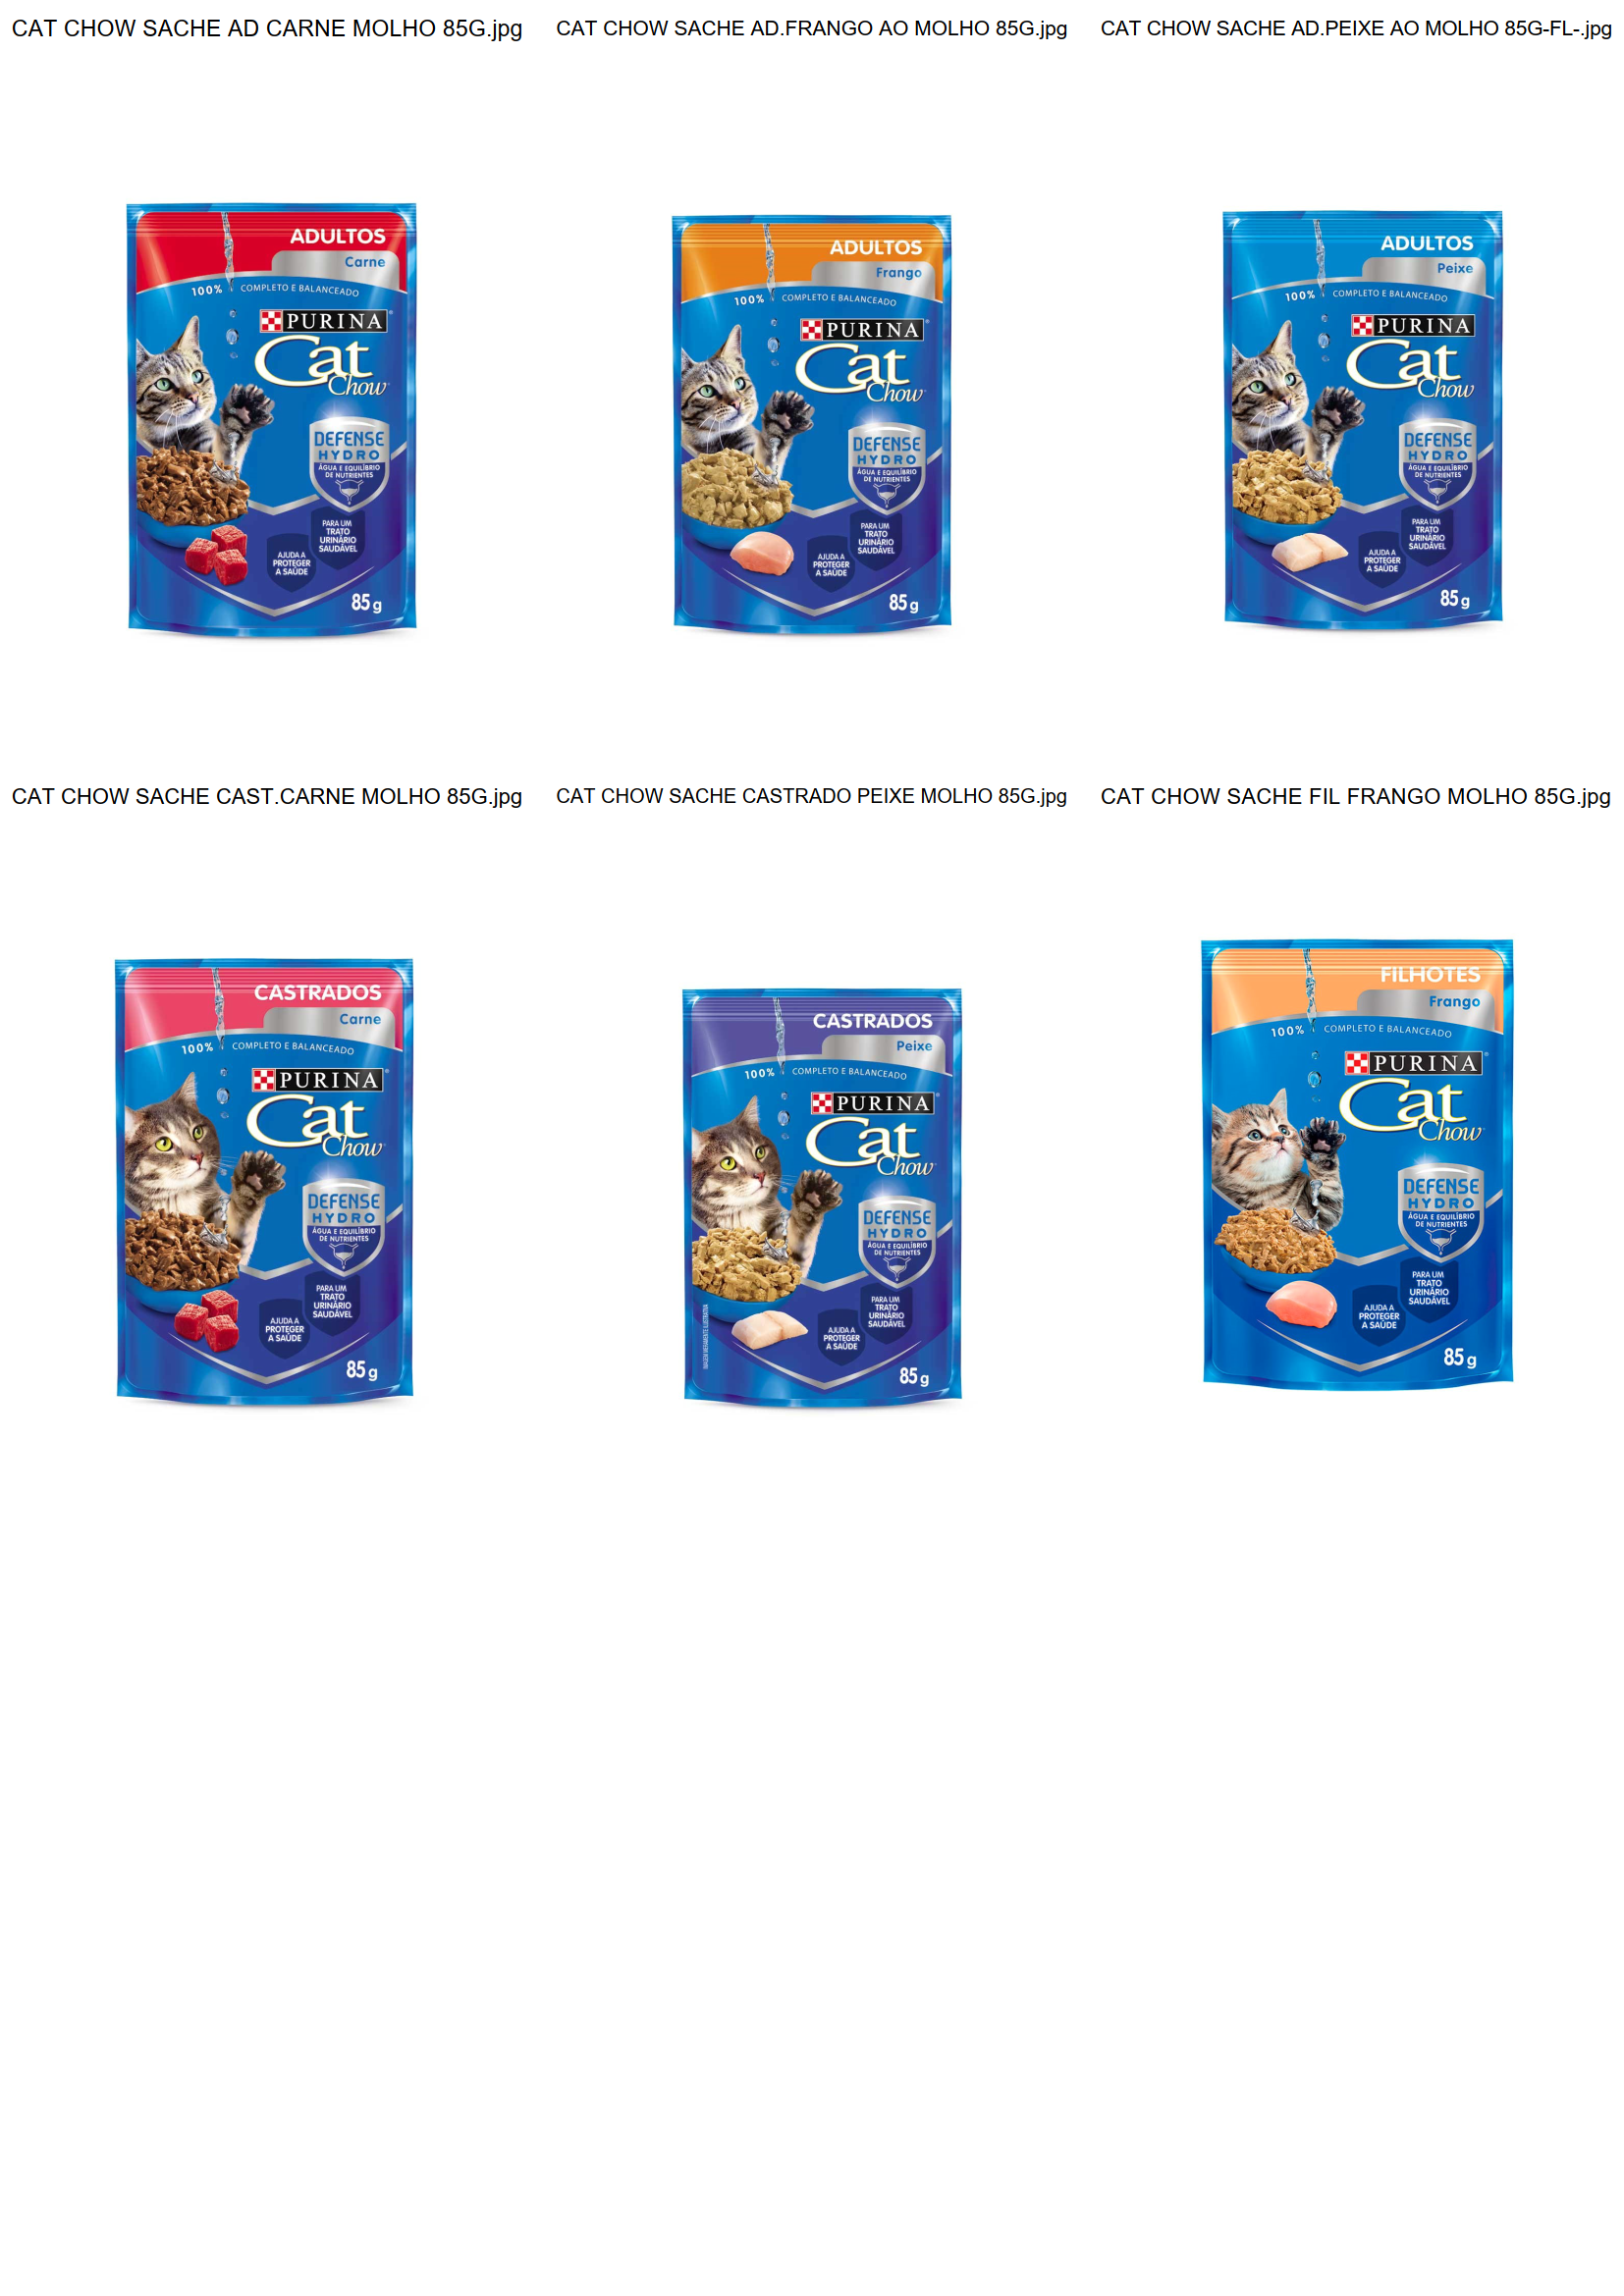 CAT CHOW SACHE AD CARNE MOLHO 85G.jpg
CAT CHOW SACHE AD.FRANGO AO MOLHO 85G.jpg
CAT CHOW SACHE AD.PEIXE AO MOLHO 85G-FL-.jpg
ADULTOS
Carne
100% COMPLETO E BALANCEADO
PURINA
Cat
Chow
DEFENSE
HYDRO
ÁGUA E EQUILÍBRIO
DE NUTRIENTES
PARA UM
TRATO
URINÁRIO
SAUDÁVEL
AJUDA A
PROTEGER
A SAÚDE
85 g
ADULTOS
Frango
100% COMPLETO E BALANCEADO
PURINA
Cat
Chow
DEFENSE
HYDRO
ÁGUA E EQUILÍBRIO
DE NUTRIENTES
PARA UM
TRATO
URINÁRIO
SAUDÁVEL
AJUDA A
PROTEGER
A SAÚDE
85 g
ADULTOS
Peixe
100% COMPLETO E BALANCEADO
PURINA
Cat
Chow
DEFENSE
HYDRO
ÁGUA E EQUILÍBRIO
DE NUTRIENTES
PARA UM
TRATO
URINÁRIO
SAUDÁVEL
AJUDA A
PROTEGER
A SAÚDE
85 g
CAT CHOW SACHE CAST.CARNE MOLHO 85G.jpg
CAT CHOW SACHE CASTRADO PEIXE MOLHO 85G.jpg
CAT CHOW SACHE FIL FRANGO MOLHO 85G.jpg
CASTRADOS
Carne
100% COMPLETO E BALANCEADO
PURINA
Cat
Chow
DEFENSE
HYDRO
ÁGUA E EQUILÍBRIO
DE NUTRIENTES
PARA UM
TRATO
URINÁRIO
SAUDÁVEL
AJUDA A
PROTEGER
A SAÚDE
85 g
CASTRADOS
Peixe
100% COMPLETO E BALANCEADO
PURINA
Cat
Chow
DEFENSE
HYDRO
ÁGUA E EQUILÍBRIO
DE NUTRIENTES
PARA UM
TRATO
URINÁRIO
SAUDÁVEL
AJUDA A
PROTEGER
A SAÚDE
IMAGEM MERAMENTE ILUSTRATIVA
85 g
FILHOTES
Frango
100% COMPLETO E BALANCEADO
PURINA
Cat
Chow
DEFENSE
HYDRO
ÁGUA E EQUILÍBRIO
DE NUTRIENTES
PARA UM
TRATO
URINÁRIO
SAUDÁVEL
AJUDA A
PROTEGER
A SAÚDE
85 g